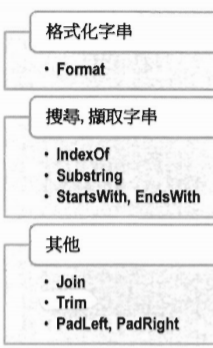 格式化字串
• Format
搜尋, 擷取字串
• IndexOf
• Substring
• StartsWith, EndsWith
其他
• Join
• Trim
• PadLeft, PadRight